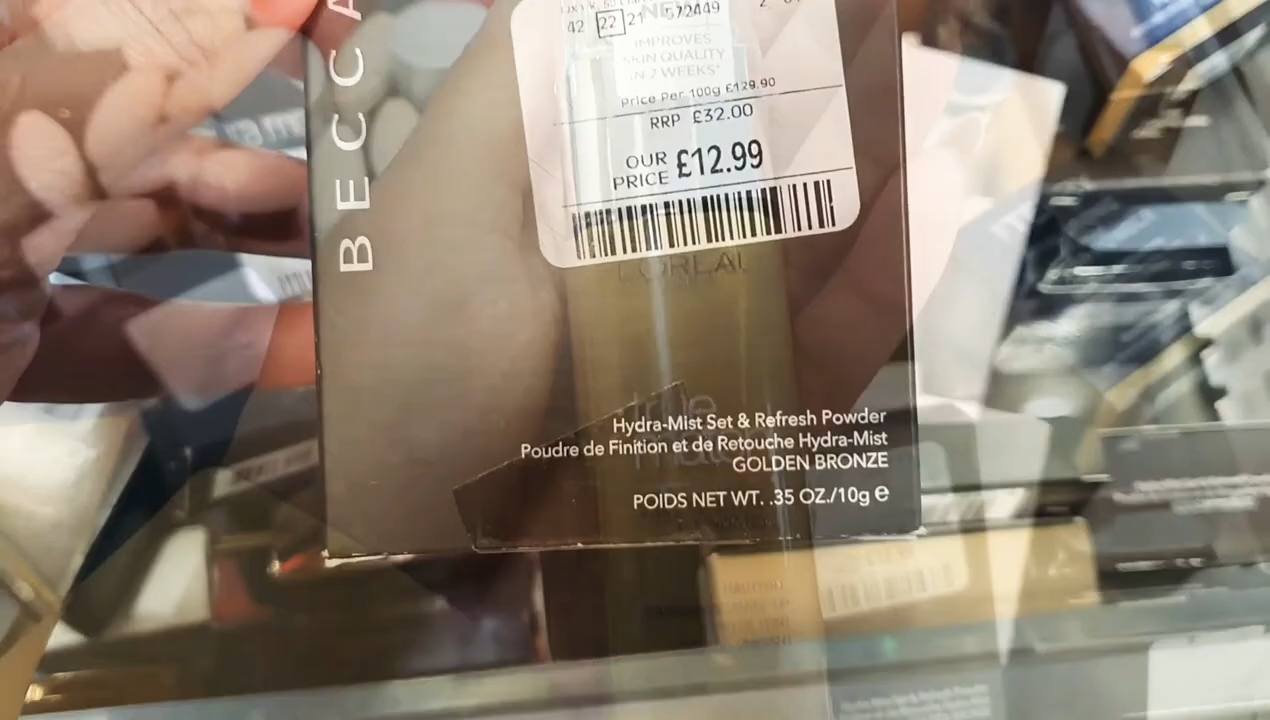 BECCA
42 22 21 572449
IMPROVES
SKIN QUALITY
IN 2 WEEKS*
Price Per 100g £129.90
RRP £32.00
OUR PRICE £12.99
L'ORÉAL
true
match
Hydra-Mist Set & Refresh Powder
Poudre de Finition et de Retouche Hydra-Mist
GOLDEN BRONZE
POIDS NET WT. .35 OZ./10g e